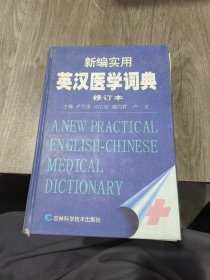 新编实用
英汉医学词典
修订本
主编
A NEW PRACTICAL
ENGLISH-CHINESE
MEDICAL
DICTIONARY
吉林科学技术出版社